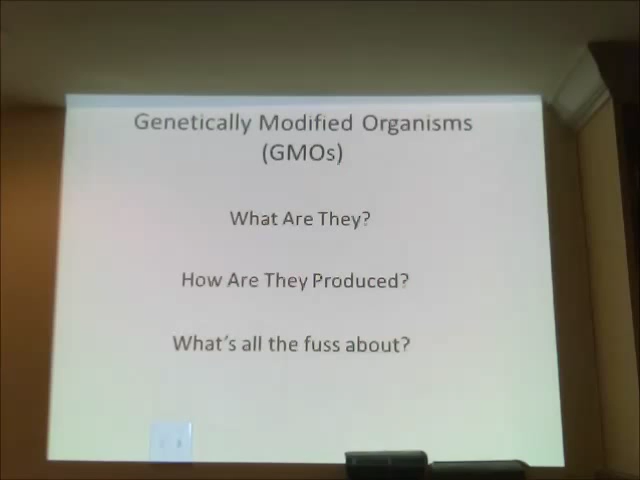 Genetically Modified Organisms
(GMOs)
What Are They?
How Are They Produced?
What's all the fuss about?